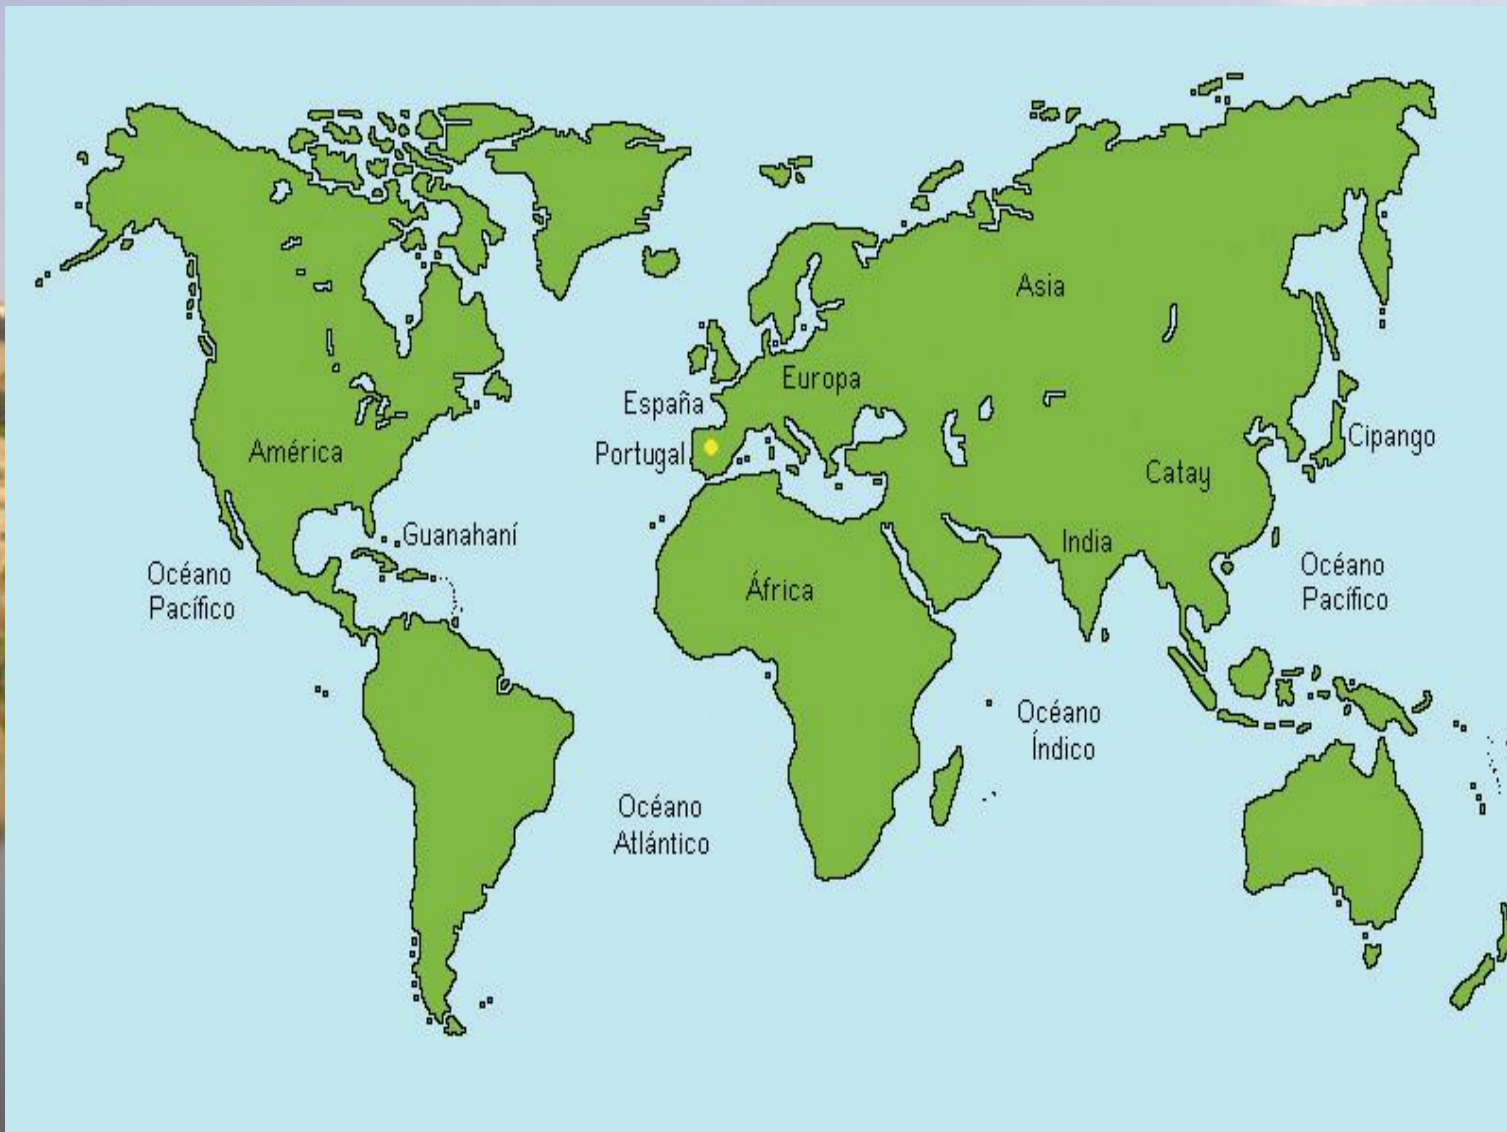 Asia
Europa
España
América
Portugal
Cipango
Catay
Guanahaní
India
Océano
Pacífico
África
Océano
Pacífico
Océano
Índico
Océano
Atlántico